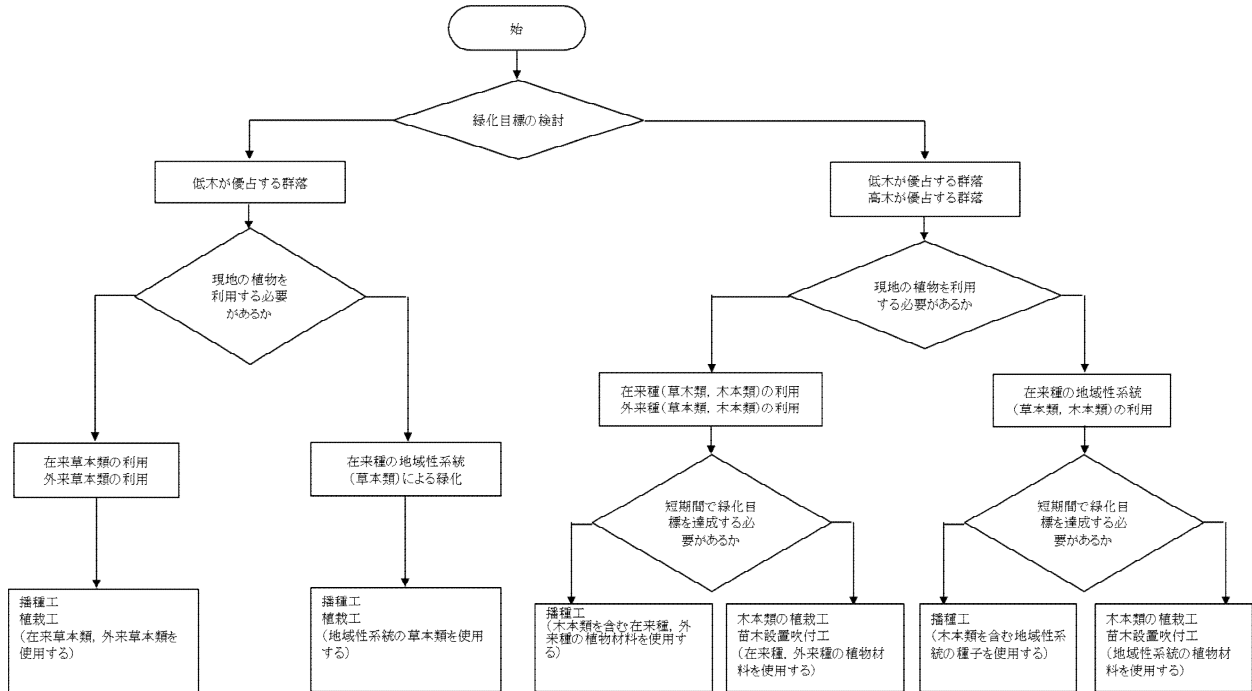 始
緑化目標の検討
低木が優占する群落
低木が優占する群落
高木が優占する群落
現地の植物を
利用する必要
があるか
現地の植物を利用
する必要があるか
在来種(草木類, 木本類)の利用
外来種(草本類, 木本類)の利用
在来種の地域性系統
(草本類, 木本類)の利用
在来草本類の利用
外来草本類の利用
在来種の地域性系統
(草本類)による緑化
短期間で緑化目
標を達成する必
要があるか
短期間で緑化目
標を達成する必
要があるか
播種工
植栽工
(在来草本類, 外来草本類を
使用する)
播種工
植栽工
(地域性系統の草本類を使用
する)
播種工
(木本類を含む在来種, 外
来種の植物材料を使用す
る)
木本類の植栽工
苗木設置吹付工
(在来種, 外来種の植物材
料を使用する)
播種工
(木本類を含む地域性系
統の種子を使用する)
木本類の植栽工
苗木設置吹付工
(地域性系統の植物材
料を使用する)